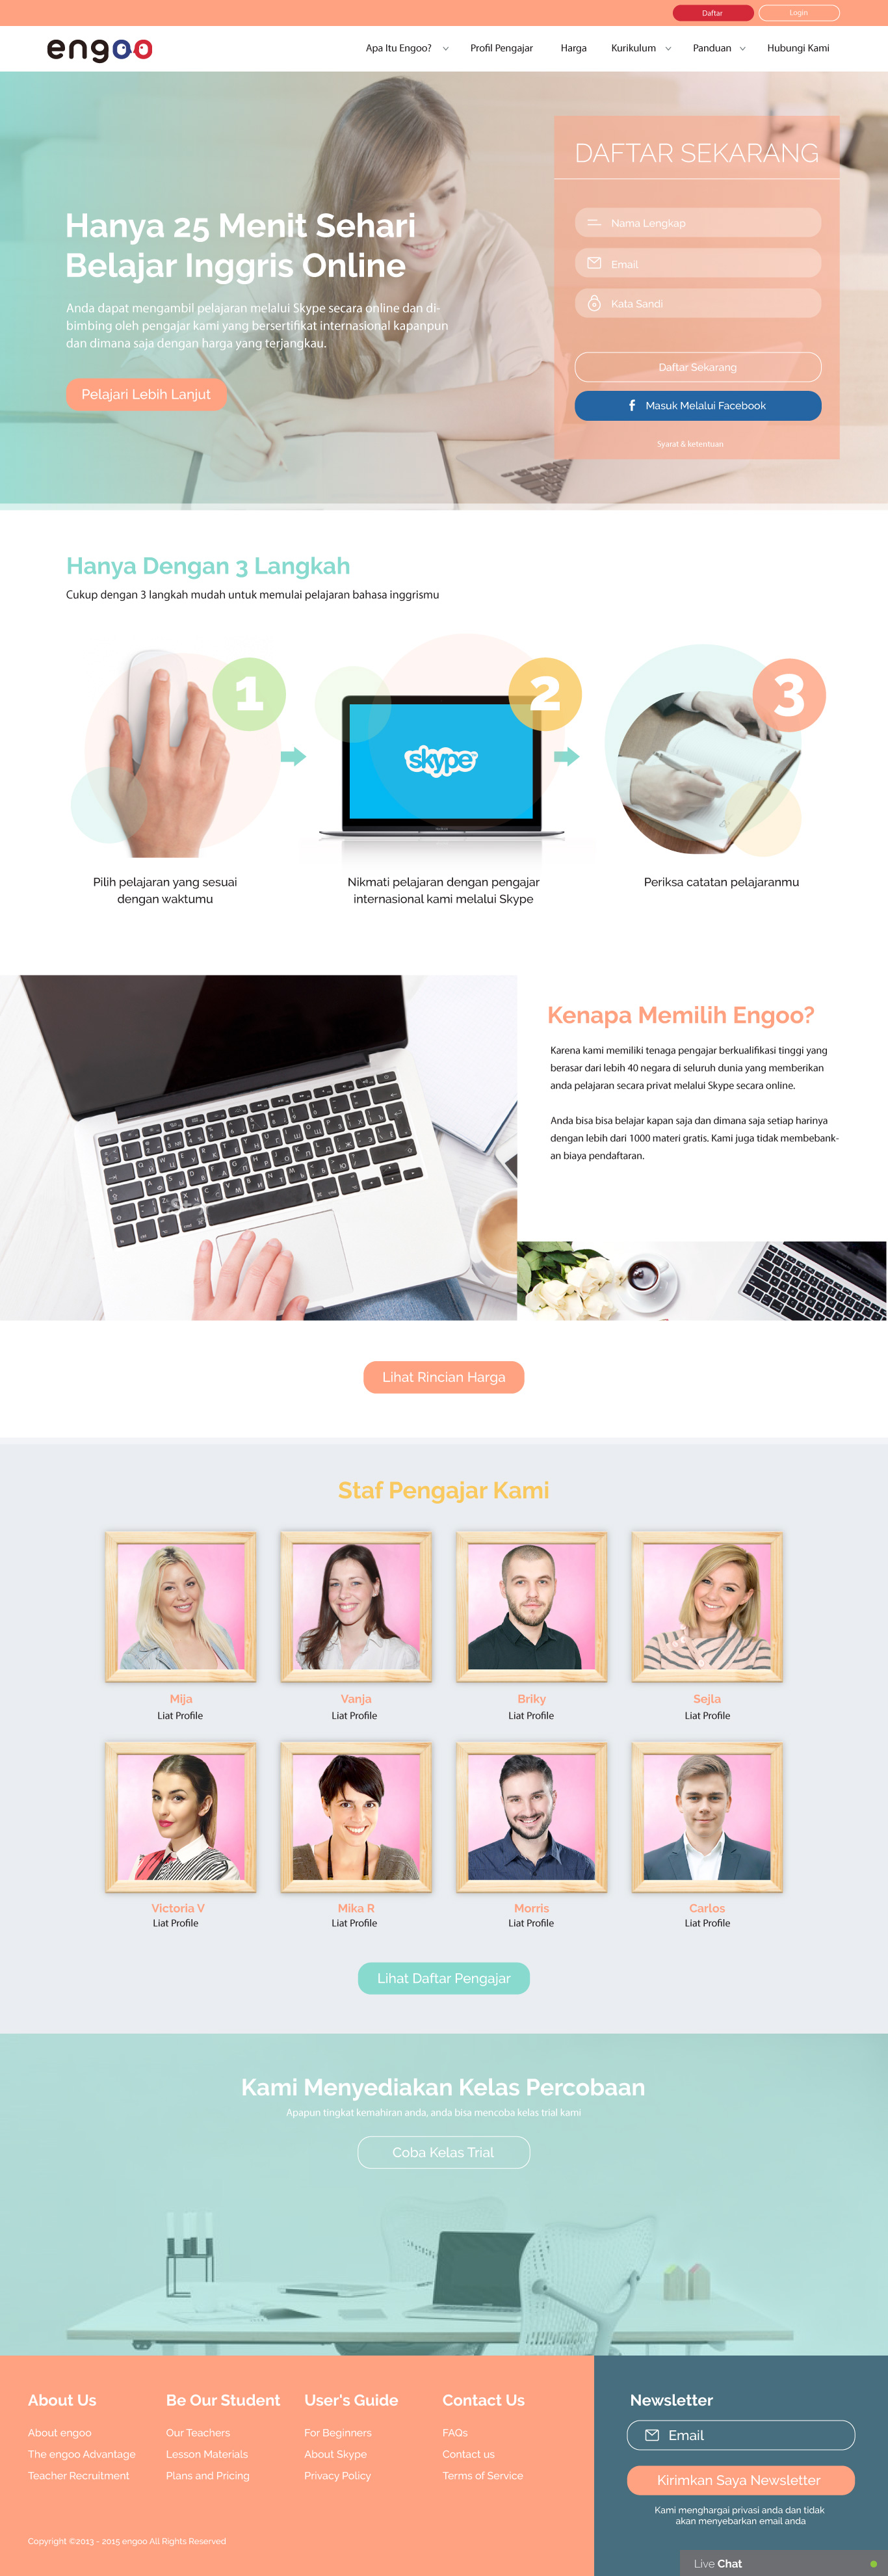 Daftar
Login
engoo
Apa Itu Engoo?
Profil Pengajar
Harga
Kurikulum
Panduan
Hubungi Kami
Hanya 25 Menit Sehari
Belajar Inggris Online
Anda dapat mengambil pelajaran melalui Skype secara online dan di-
bimbing oleh pengajar kami yang bersertifikat internasional kapanpun
dan dimana saja dengan harga yang terjangkau.
Pelajari Lebih Lanjut
DAFTAR SEKARANG
Nama Lengkap
Email
Kata Sandi
Daftar Sekarang
f Masuk Melalui Facebook
Syarat & ketentuan
Hanya Dengan 3 Langkah
Cukup dengan 3 langkah mudah untuk memulai pelajaran bahasa inggrismu
1
2
3
skype
Pilih pelajaran yang sesuai
dengan waktumu
Nikmati pelajaran dengan pengajar
internasional kami melalui Skype
Periksa catatan pelajaranmu
Kenapa Memilih Engoo?
Karena kami memiliki tenaga pengajar berkualifikasi tinggi yang
berasar dari lebih 40 negara di seluruh dunia yang memberikan
anda pelajaran secara privat melalui Skype secara online.
Anda bisa bisa belajar kapan saja dan dimana saja setiap harinya
dengan lebih dari 1000 materi gratis. Kami juga tidak membebank-
an biaya pendaftaran.
Lihat Rincian Harga
Staf Pengajar Kami
Mija
Vanja
Briky
Sejla
Liat Profile
Liat Profile
Liat Profile
Liat Profile
Victoria V
Mika R
Morris
Carlos
Liat Profile
Liat Profile
Liat Profile
Liat Profile
Lihat Daftar Pengajar
Kami Menyediakan Kelas Percobaan
Apapun tingkat kemahiran anda, anda bisa mencoba kelas trial kami
Coba Kelas Trial
About Us
About engoo
The engoo Advantage
Teacher Recruitment
Be Our Student
Our Teachers
Lesson Materials
Plans and Pricing
User's Guide
For Beginners
About Skype
Privacy Policy
Contact Us
FAQs
Contact us
Terms of Service
Newsletter
Email
Kirimkan Saya Newsletter
Kami menghargai privasi anda dan tidak
akan menyebarkan email anda
Copyright ©2013 - 2015 engoo All Rights Reserved
Live Chat